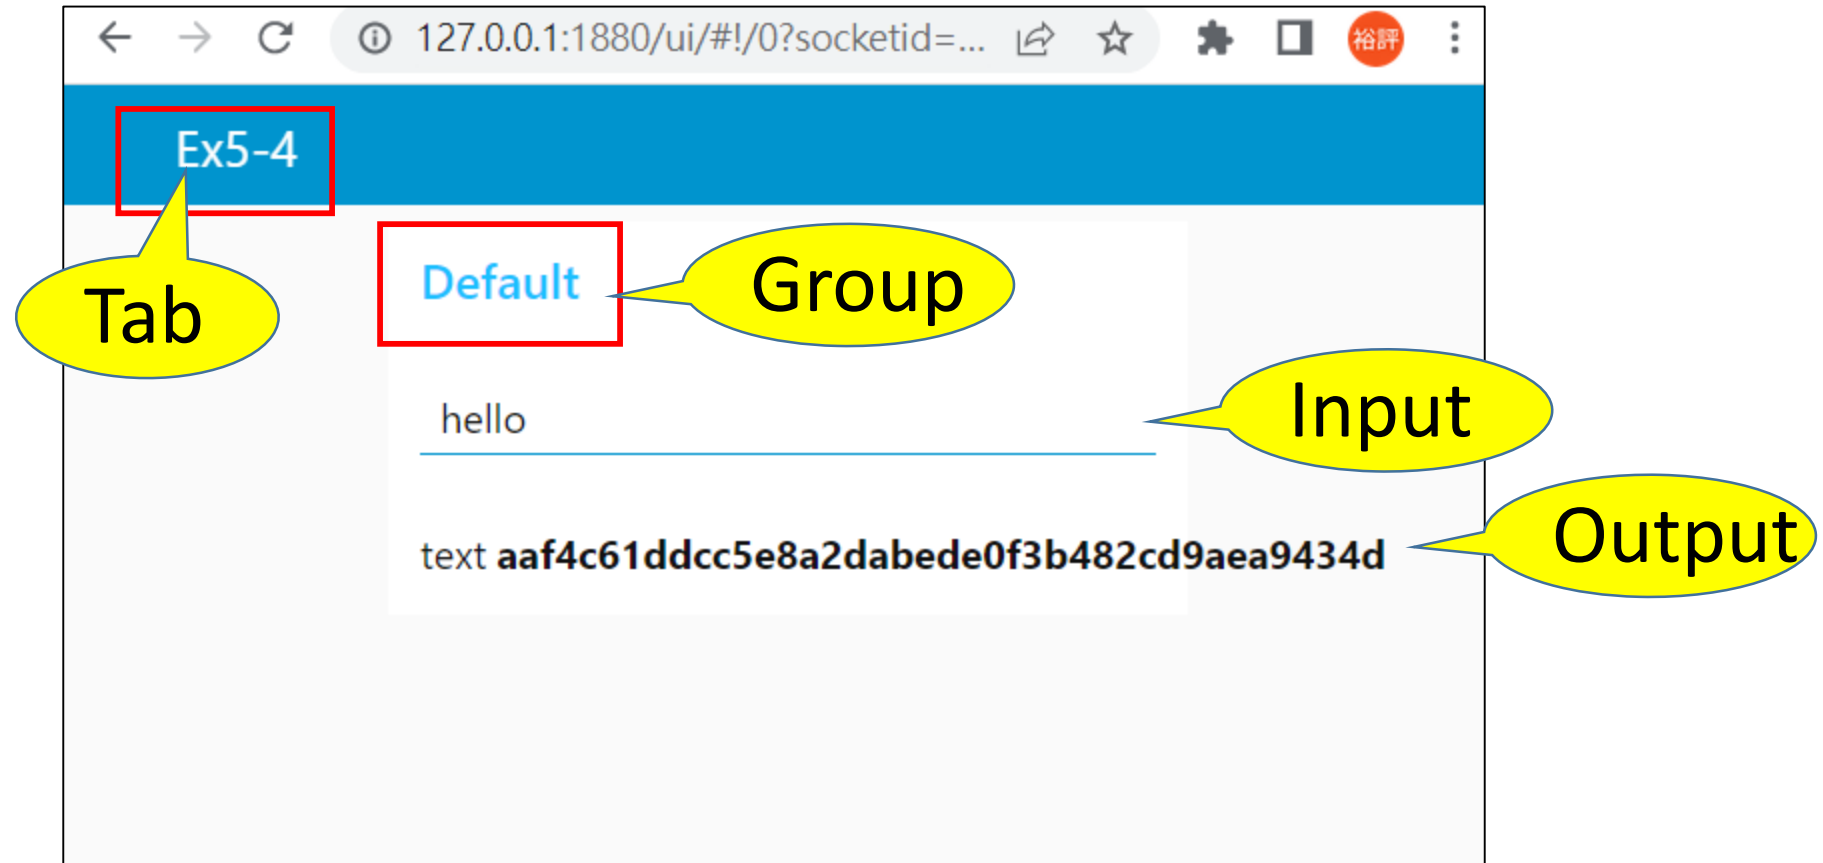 127.0.0.1:1880/ui/#!/0?socketid=...
裕評
Ex5-4
Tab
Default
Group
hello
Input
text aaf4c61ddcc5e8a2dabede0f3b482cd9aea9434d
Output